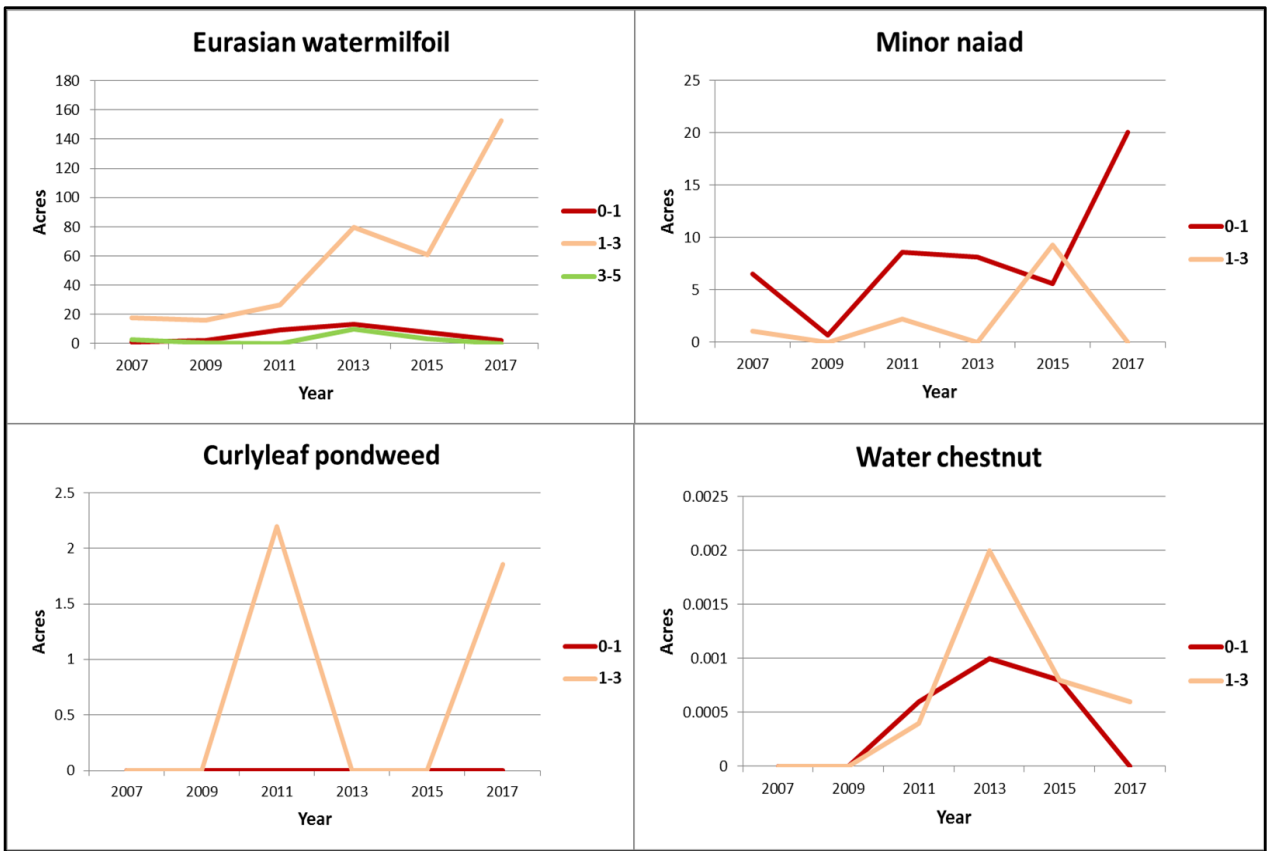 Eurasian watermilfoil
180
160
140
120
100
80
60
40
20
0
Acres
2007 2009 2011 2013 2015 2017
Year
0-1
1-3
3-5
Minor naiad
25
20
15
10
5
0
Acres
2007 2009 2011 2013 2015 2017
Year
0-1
1-3
Curlyleaf pondweed
2.5
2
1.5
1
0.5
0
Acres
2007 2009 2011 2013 2015 2017
Year
0-1
1-3
Water chestnut
0.0025
0.002
0.0015
0.001
0.0005
0
Acres
2007 2009 2011 2013 2015 2017
Year
0-1
1-3